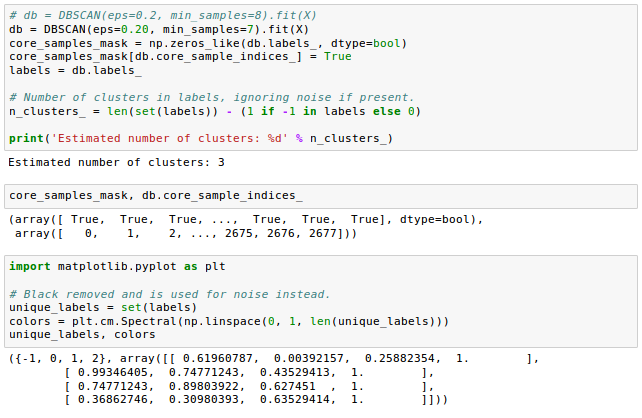 # db = DBSCAN(eps=0.2, min_samples=8).fit(X)
db = DBSCAN(eps=0.20, min_samples=7).fit(X)
core_samples_mask = np.zeros_like(db.labels_, dtype=bool)
core_samples_mask[db.core_sample_indices_] = True
labels = db.labels_

# Number of clusters in labels, ignoring noise if present.
n_clusters_ = len(set(labels)) - (1 if -1 in labels else 0)

print('Estimated number of clusters: %d' % n_clusters_)
Estimated number of clusters: 3
core_samples_mask, db.core_sample_indices_
(array([ True,  True,  True, ...,  True,  True,  True], dtype=bool),
 array([   0,    1,    2, ..., 2675, 2676, 2677]))
import matplotlib.pyplot as plt

# Black removed and is used for noise instead.
unique_labels = set(labels)
colors = plt.cm.Spectral(np.linspace(0, 1, len(unique_labels)))
unique_labels, colors
({-1, 0, 1, 2}, array([[ 0.61960787,  0.00392157,  0.25882354,  1.        ],
        [ 0.99346405,  0.74771243,  0.43529413,  1.        ],
        [ 0.74771243,  0.89803922,  0.627451  ,  1.        ],
        [ 0.36862746,  0.30980393,  0.63529414,  1.        ]]))